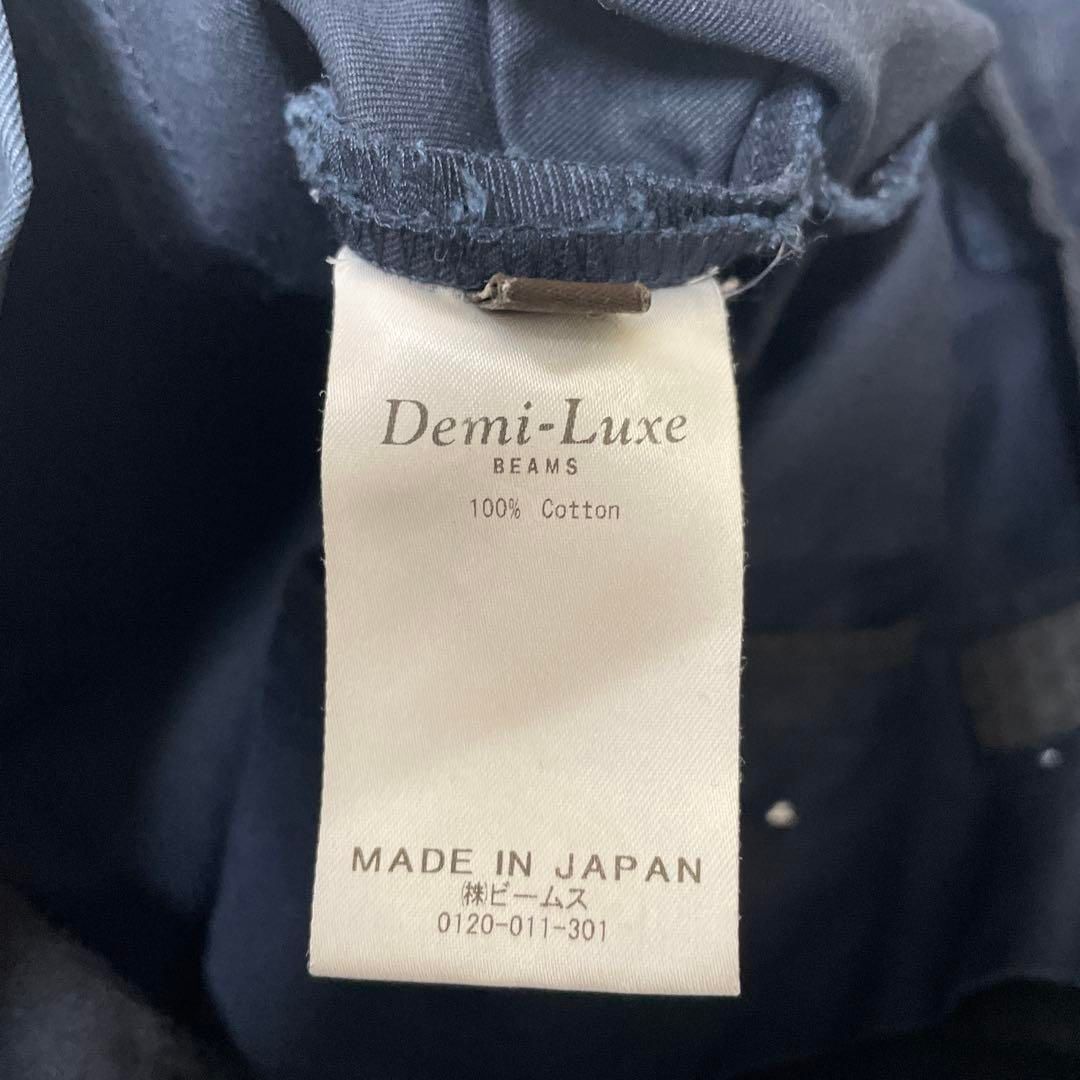 Demi-Luxe
BEAMS
100% Cotton
MADE IN JAPAN
㈱ビームス
0120-011-301